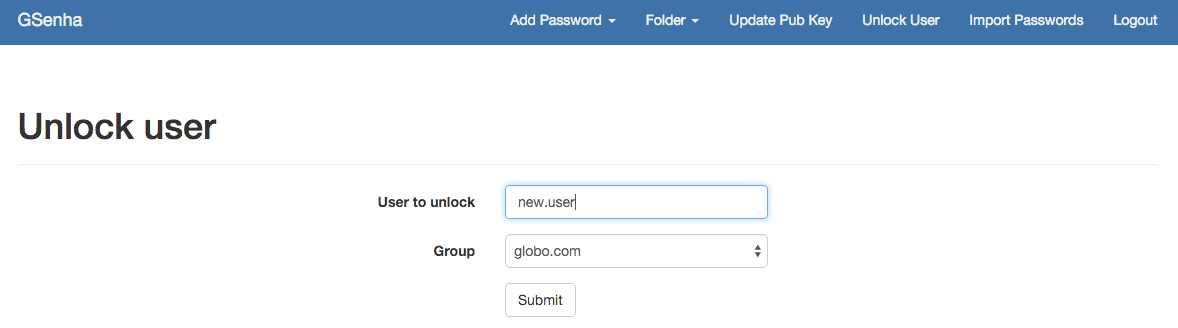 GSenha Add Password Folder Update Pub Key Unlock User Import Passwords Logout
Unlock user
User to unlock new.user
Group globo.com
Submit